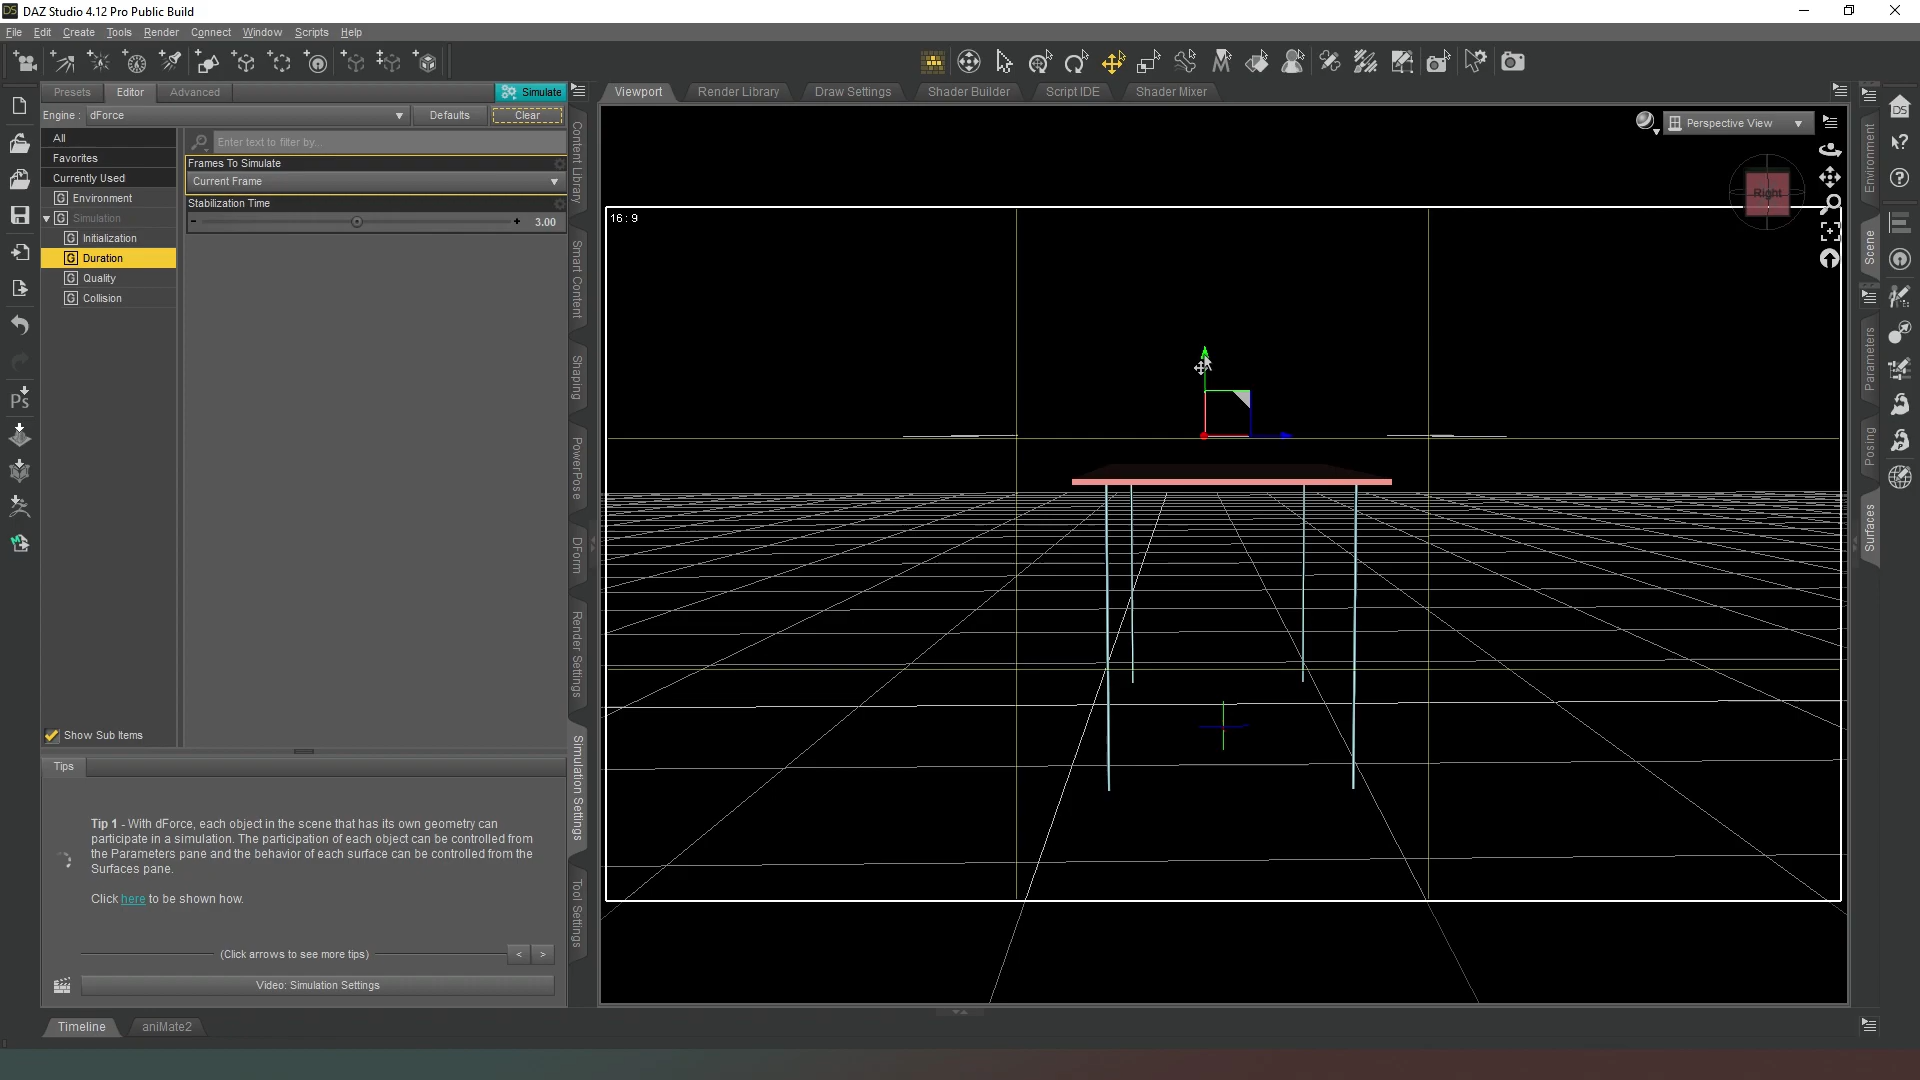 DAZ Studio 4.12 Pro Public Build
File Edit Create Tools Render Connect Window Scripts Help
Presets Editor Advanced Simulate
Engine : dForce Defaults Clear
All
Favorites
Currently Used
Environment
Simulation
Initialization
Duration
Quality
Collision
Show Sub Items
Enter text to filter by...
Frames To Simulate
Current Frame
Stabilization Time
- + 3.00
Tips
Tip 1 - With dForce, each object in the scene that has its own geometry can
participate in a simulation. The participation of each object can be controlled from
the Parameters pane and the behavior of each surface can be controlled from the
Surfaces pane.
Click here to be shown how.
(Click arrows to see more tips) < >
Video: Simulation Settings
Timeline aniMate2
Content Library
Smart Content
Shaping
PowerPose
DForm
Render Settings
Simulation Settings
Tool Settings
Viewport Render Library Draw Settings Shader Builder Script IDE Shader Mixer
Perspective View
Right
16 : 9
Environment
Scene
Parameters
Posing
Surfaces